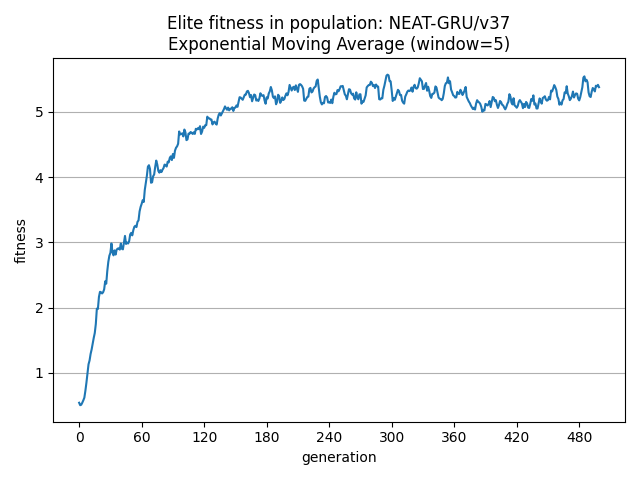 Elite fitness in population: NEAT-GRU/v37
Exponential Moving Average (window=5)
fitness
5
4
3
2
1
0 60 120 180 240 300 360 420 480
generation